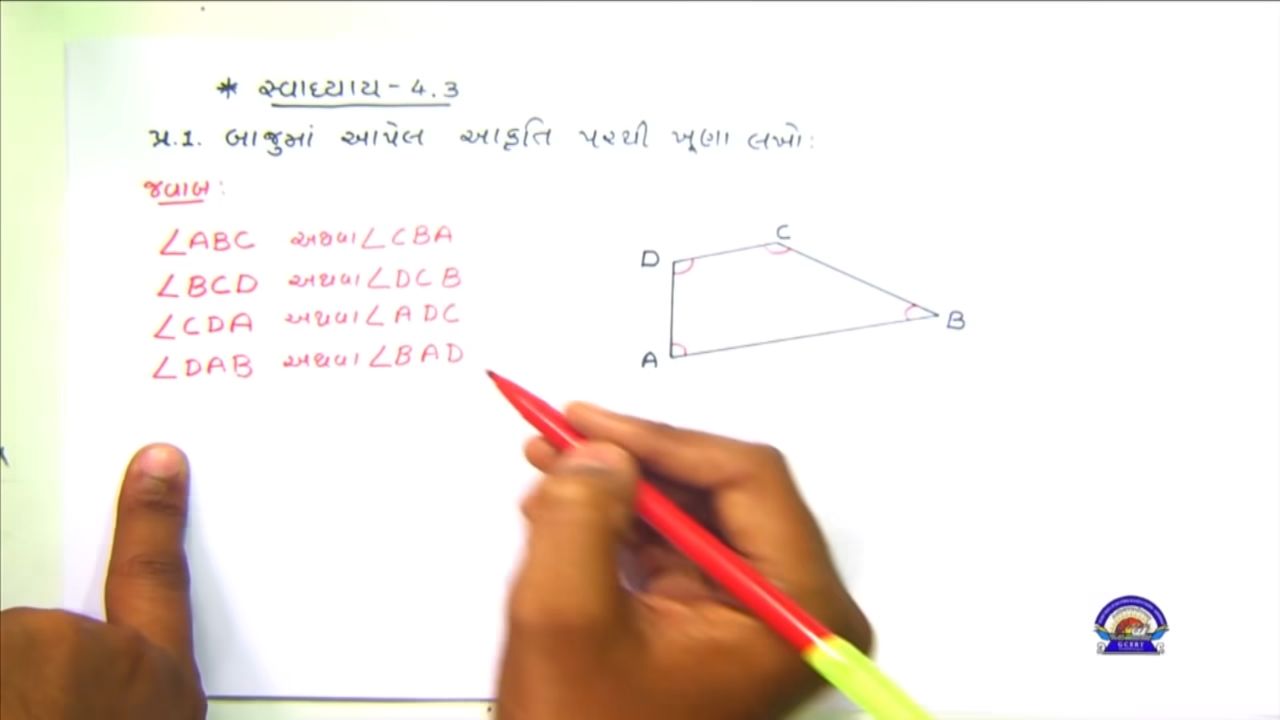 * સ્વાધ્યાય - 4.3
પ્ર.1. બાજુમાં આપેલ આકૃતિ પરથી ખૂણા લખો:
જવાબ:
∠ABC અથવા ∠CBA
∠BCD અથવા ∠DCB
∠CDA અથવા ∠ADC
∠DAB અથવા ∠BAD
C
D
B
A
GCERT